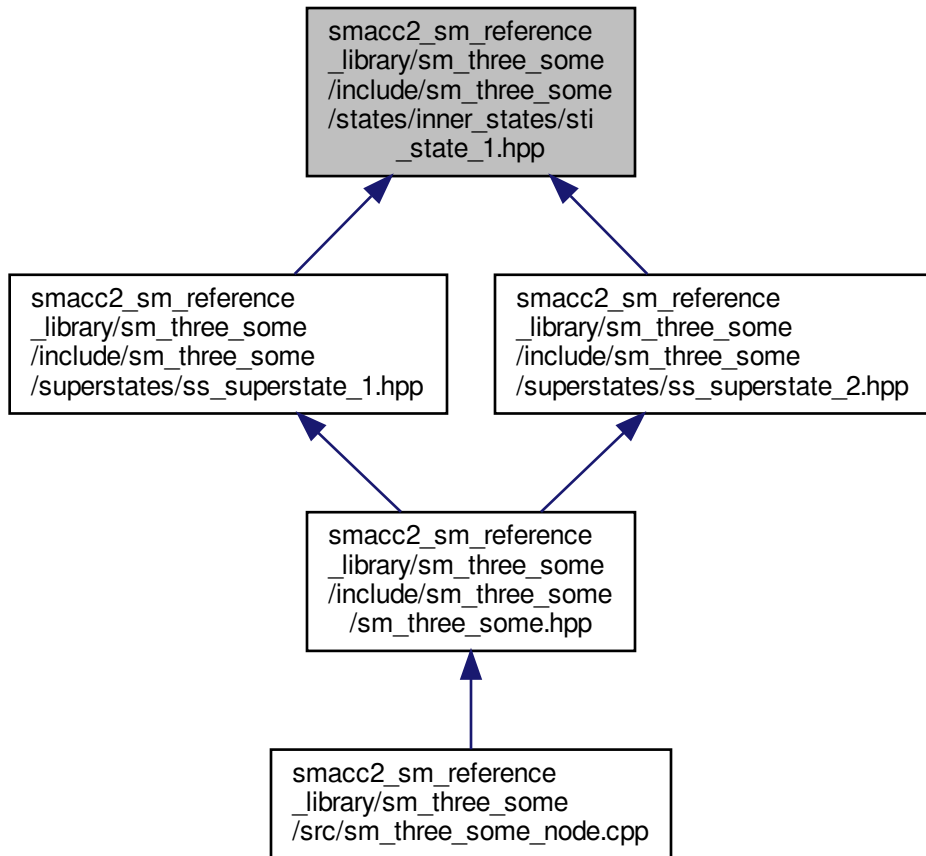 smacc2_sm_reference
_library/sm_three_some
/include/sm_three_some
/states/inner_states/sti
_state_1.hpp
smacc2_sm_reference
_library/sm_three_some
/include/sm_three_some
/superstates/ss_superstate_1.hpp
smacc2_sm_reference
_library/sm_three_some
/include/sm_three_some
/superstates/ss_superstate_2.hpp
smacc2_sm_reference
_library/sm_three_some
/include/sm_three_some
/sm_three_some.hpp
smacc2_sm_reference
_library/sm_three_some
/src/sm_three_some_node.cpp